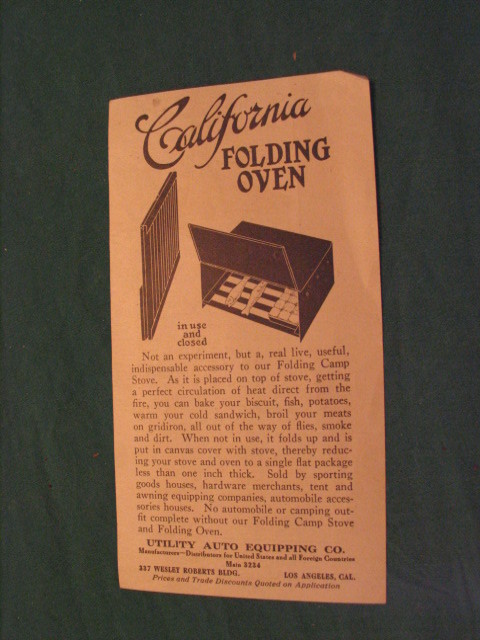 California
FOLDING
OVEN
in use
and
closed
Not an experiment, but a, real live, useful,
indispensable accessory to our Folding Camp
Stove. As it is placed on top of stove, getting
a perfect circulation of heat direct from the
fire, you can bake your biscuit, fish, potatoes,
warm your cold sandwich, broil your meats
on gridiron, all out of the way of flies, smoke
and dirt. When not in use, it folds up and is
put in canvas cover with stove, thereby reduc-
ing your stove and oven to a single flat package
less than one inch thick. Sold by sporting
goods houses, hardware merchants, tent and
awning equipping companies, automobile acces-
sories houses. No automobile or camping out-
fit complete without our Folding Camp Stove
and Folding Oven.
UTILITY AUTO EQUIPPING CO.
Manufacturers—Distributors for United States and all Foreign Countries
Main 3234
337 WESLEY ROBERTS BLDG. LOS ANGELES, CAL.
Prices and Trade Discounts Quoted on Application